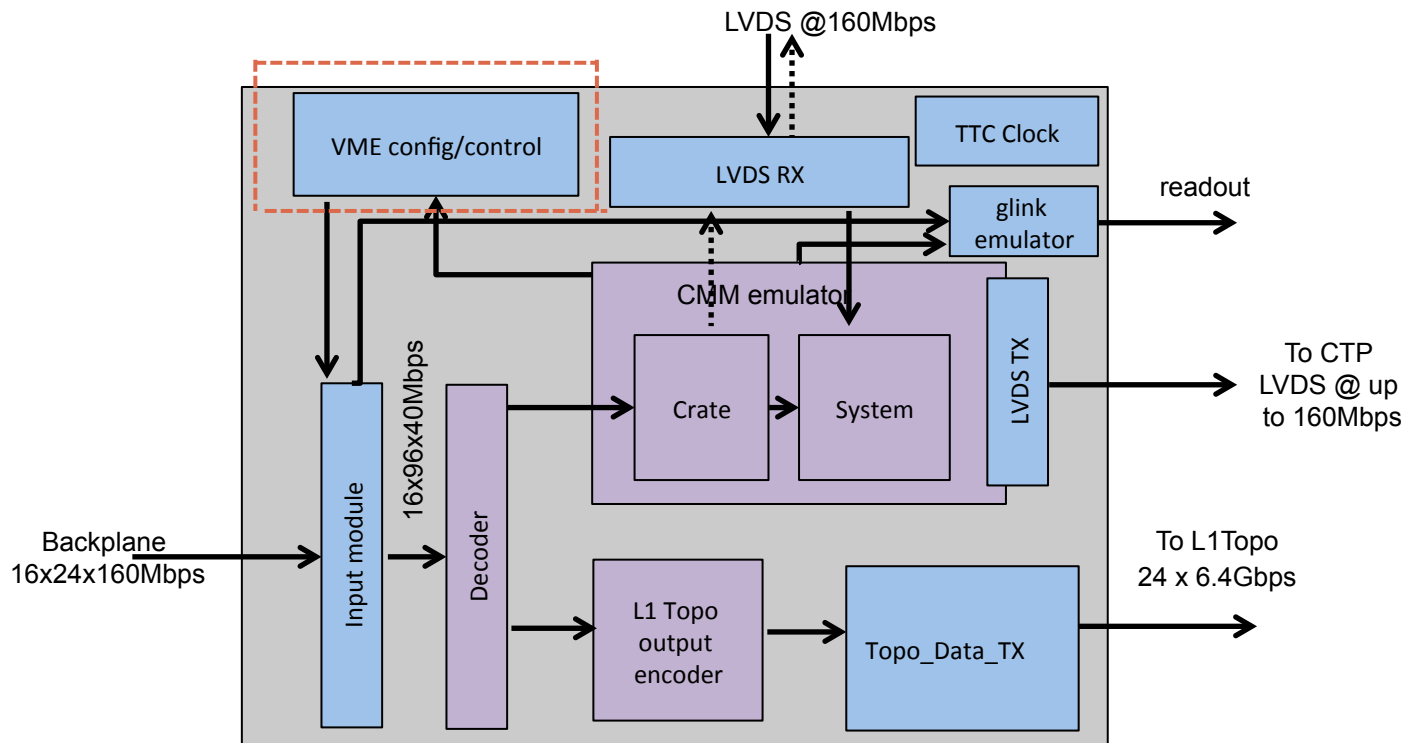 LVDS @160Mbps
VME config/control
LVDS RX
TTC Clock
readout
glink
emulator
CMM emulator
Crate
System
LVDS TX
To CTP
LVDS @ up
to 160Mbps
16x96x40Mbps
Input module
Decoder
Backplane
16x24x160Mbps
L1 Topo
output
encoder
Topo_Data_TX
To L1Topo
24 x 6.4Gbps